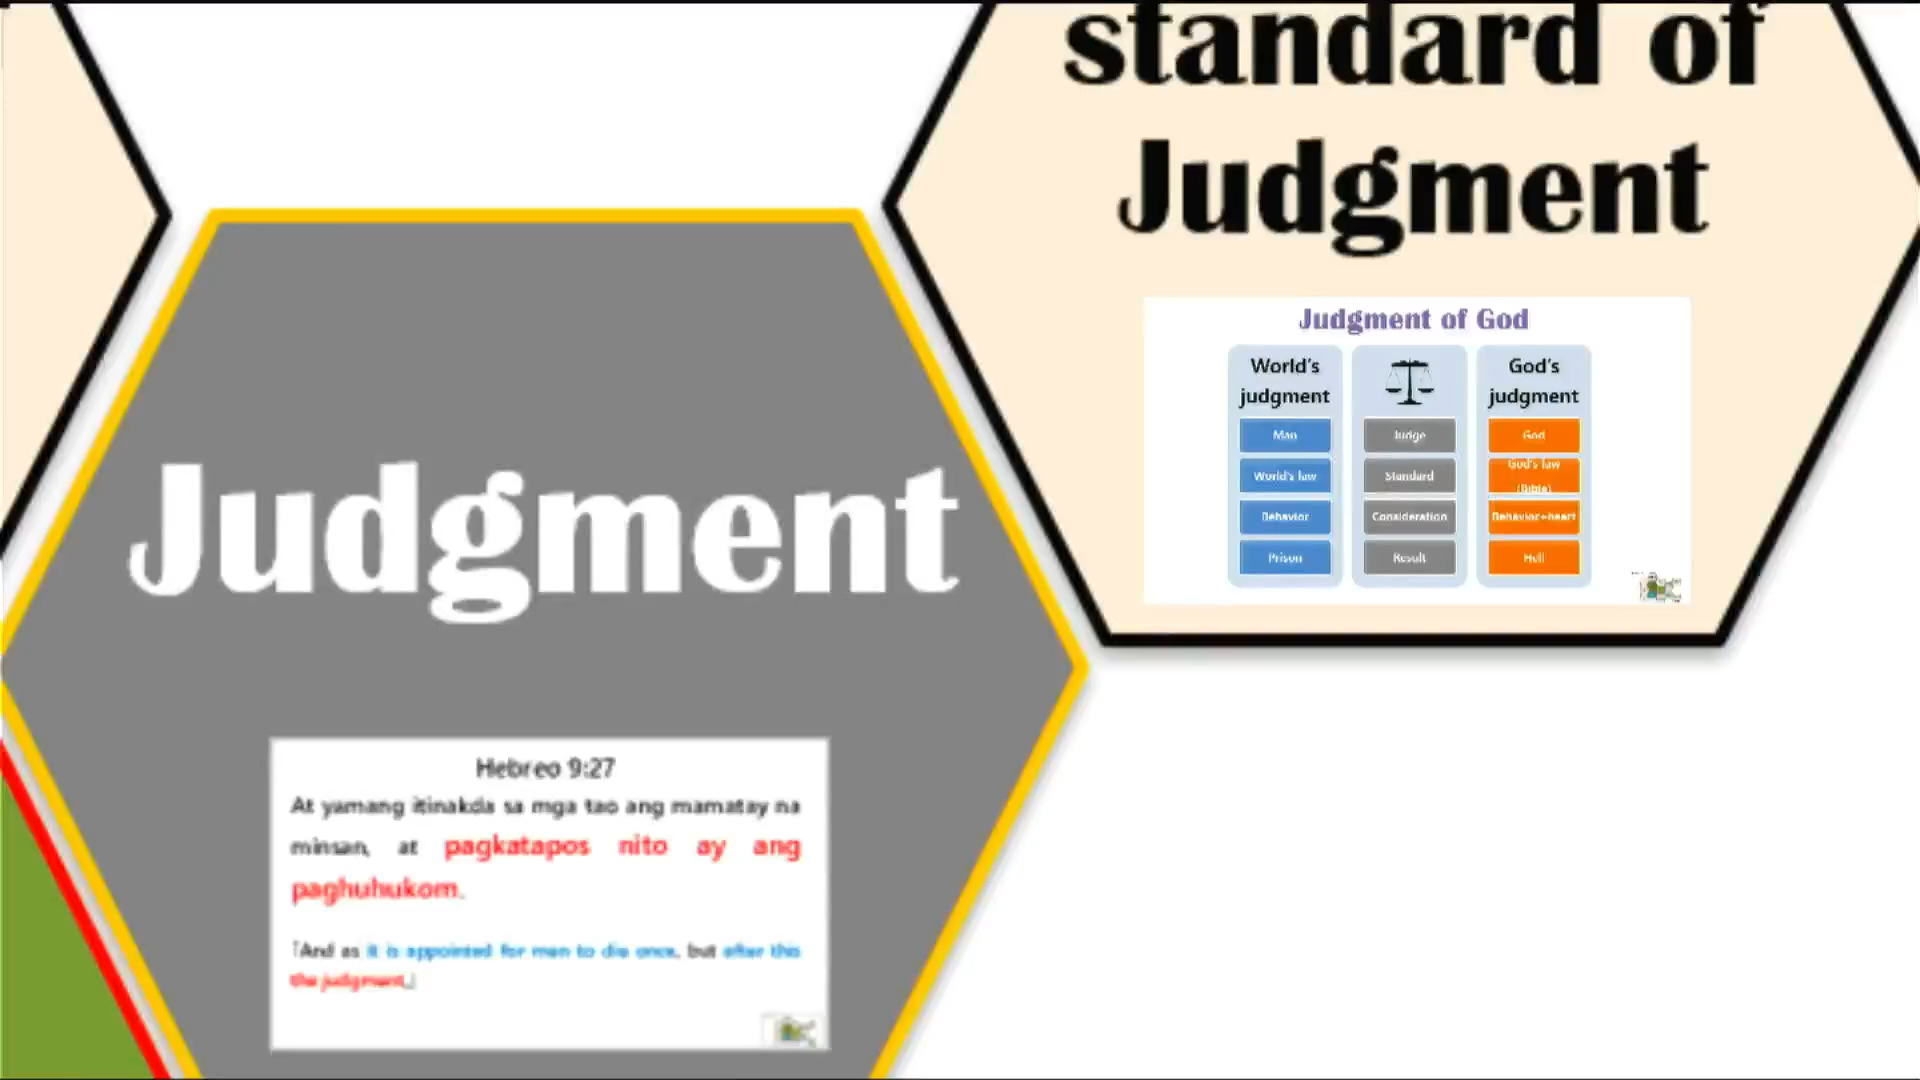 standard of
Judgment
Judgment of God
World's
judgment
God's
judgment
Man
Judge
God
World's law
Standard
God's law
(Bible)
Behavior
Consideration
Behavior+heart
Prison
Result
Hell
Judgment
Hebreo 9:27
At yamang itinakda sa mga tao ang mamatay na
minsan, at pagkatapos nito ay ang
paghuhukom.
「And as it is appointed for men to die once, but after this
the judgment」